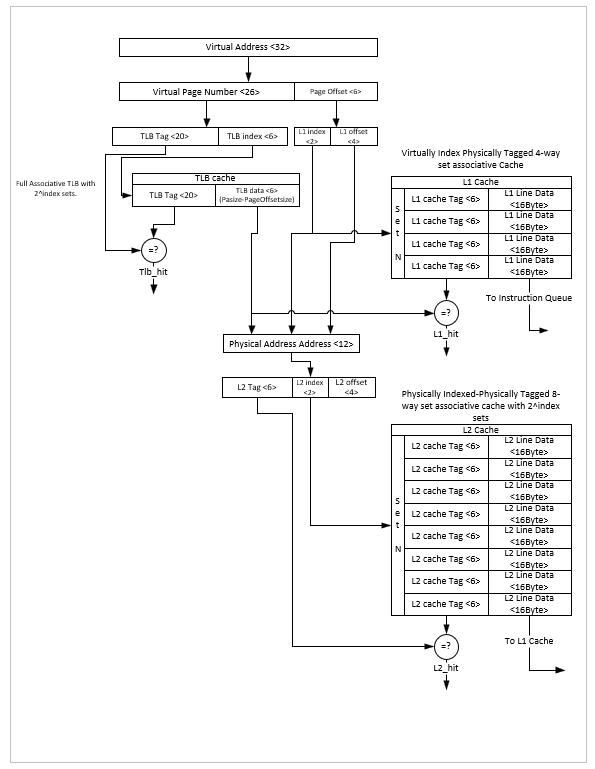 Virtual Address <32>
Virtual Page Number <26>
Page Offset <6>
TLB Tag <20>
TLB index <6>
L1 index
<2>
L1 offset
<4>
Full Associative TLB with
2^index sets.
TLB cache
TLB Tag <20>
TLB data <6>
(Pasize-PageOffsetsize)
=?
Tlb_hit
Virtually Index Physically Tagged 4-way
set associative Cache
L1 Cache
S
e
t
N
L1 cache Tag <6>
L1 Line Data
<16Byte>
L1 cache Tag <6>
L1 Line Data
<16Byte>
L1 cache Tag <6>
L1 Line Data
<16Byte>
L1 cache Tag <6>
L1 Line Data
<16Byte>
To Instruction Queue
=?
L1_hit
Physical Address Address <12>
L2 Tag <6>
L2 index
<2>
L2 offset
<4>
Physically Indexed-Physically Tagged 8-
way set associative cache with 2^index
sets
L2 Cache
S
e
t
N
L2 cache Tag <6>
L2 Line Data
<16Byte>
L2 cache Tag <6>
L2 Line Data
<16Byte>
L2 cache Tag <6>
L2 Line Data
<16Byte>
L2 cache Tag <6>
L2 Line Data
<16Byte>
L2 cache Tag <6>
L2 Line Data
<16Byte>
L2 cache Tag <6>
L2 Line Data
<16Byte>
L2 cache Tag <6>
L2 Line Data
<16Byte>
L2 cache Tag <6>
L2 Line Data
<16Byte>
To L1 Cache
=?
L2_hit